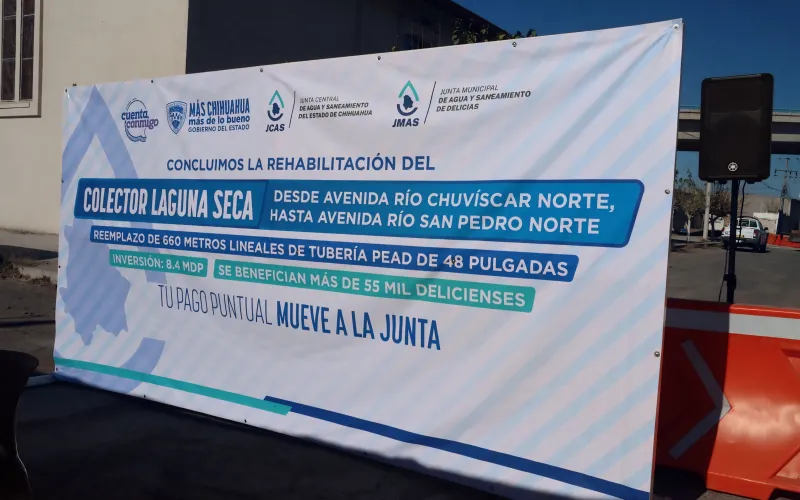 cuenta conmigo
MÁS CHIHUAHUA
más de lo bueno
GOBIERNO DEL ESTADO
JCAS
JUNTA CENTRAL
DE AGUA Y SANEAMIENTO
DEL ESTADO DE CHIHUAHUA
JMAS
JUNTA MUNICIPAL
DE AGUA Y SANEAMIENTO
DE DELICIAS
CONCLUIMOS LA REHABILITACIÓN DEL
COLECTOR LAGUNA SECA
DESDE AVENIDA RÍO CHUVÍSCAR NORTE,
HASTA AVENIDA RÍO SAN PEDRO NORTE
REEMPLAZO DE 660 METROS LINEALES DE TUBERÍA PEAD DE 48 PULGADAS
INVERSIÓN: 8.4 MDP
SE BENEFICIAN MÁS DE 55 MIL DELICIENSES
TU PAGO PUNTUAL MUEVE A LA JUNTA